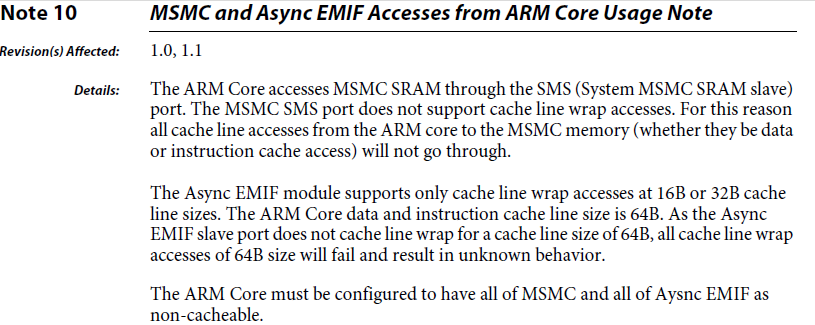 Note 10 MSMC and Async EMIF Accesses from ARM Core Usage Note
Revision(s) Affected: 1.0, 1.1
Details: The ARM Core accesses MSMC SRAM through the SMS (System MSMC SRAM slave)
port. The MSMC SMS port does not support cache line wrap accesses. For this reason
all cache line accesses from the ARM core to the MSMC memory (whether they be data
or instruction cache access) will not go through.
The Async EMIF module supports only cache line wrap accesses at 16B or 32B cache
line sizes. The ARM Core data and instruction cache line size is 64B. As the Async
EMIF slave port does not cache line wrap for a cache line size of 64B, all cache line wrap
accesses of 64B size will fail and result in unknown behavior.
The ARM Core must be configured to have all of MSMC and all of Aysnc EMIF as
non-cacheable.